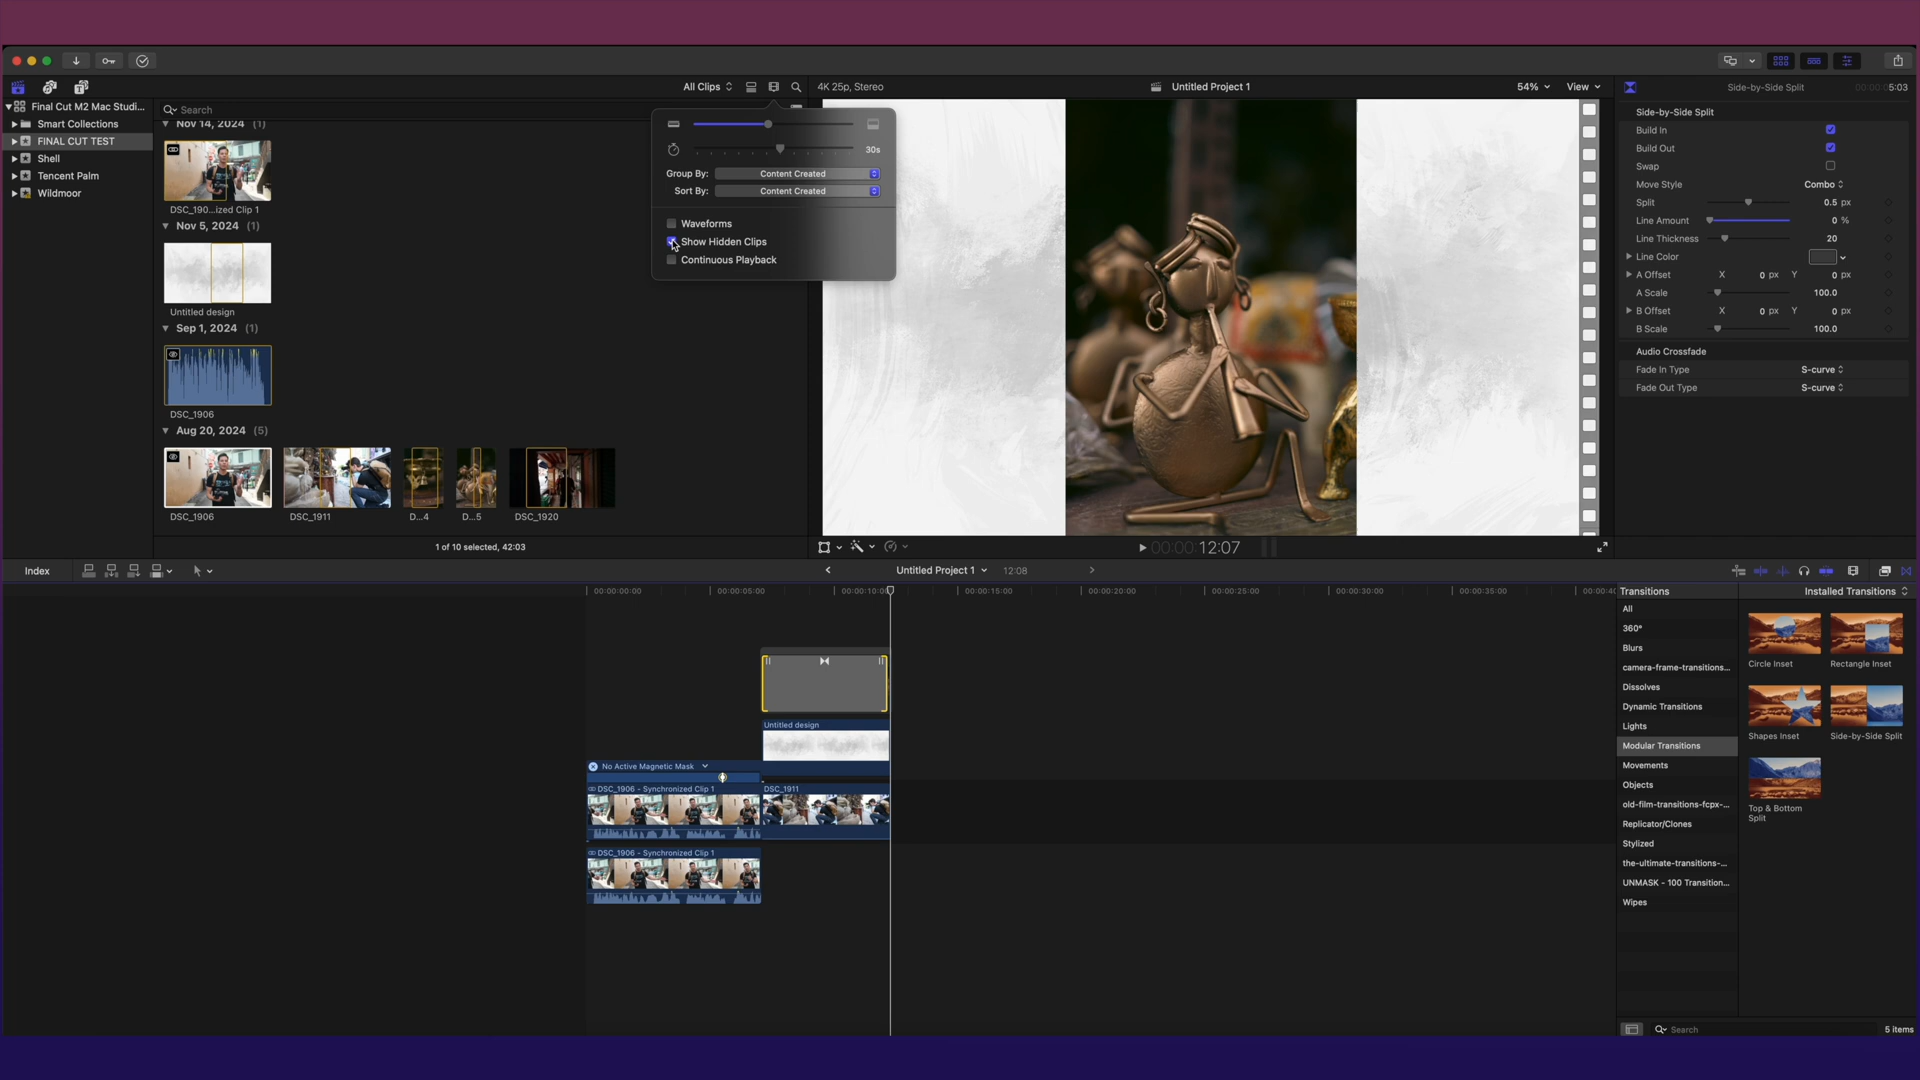 All Clips
4K 25p, Stereo
Untitled Project 1
54%
View
Side-by-Side Split
00:00:05:03
Final Cut M2 Mac Studi...
Smart Collections
FINAL CUT TEST
Shell
Tencent Palm
Wildmoor
Search
Nov 14, 2024 (1)
DSC_190...ized Clip 1
Nov 5, 2024 (1)
Untitled design
Sep 1, 2024 (1)
DSC_1906
Aug 20, 2024 (5)
DSC_1906
DSC_1911
D...4
D...5
DSC_1920
1 of 10 selected, 42:03
30s
Group By: Content Created
Sort By: Content Created
Waveforms
Show Hidden Clips
Continuous Playback
00:00:12:07
Side-by-Side Split
Build In
Build Out
Swap
Move Style Combo
Split 0.5 px
Line Amount 0 %
Line Thickness 20
Line Color
A Offset X 0 px Y 0 px
A Scale 100.0
B Offset X 0 px Y 0 px
B Scale 100.0
Audio Crossfade
Fade In Type S-curve
Fade Out Type S-curve
Index
Untitled Project 1
12:08
00:00:00:00
00:00:05:00
00:00:15:00
00:00:20:00
00:00:25:00
00:00:30:00
00:00:35:00
Untitled design
No Active Magnetic Mask
DSC_1906 - Synchronized Clip 1
DSC_1911
DSC_1906 - Synchronized Clip 1
Transitions
Installed Transitions
All
360°
Blurs
camera-frame-transitions...
Dissolves
Dynamic Transitions
Lights
Modular Transitions
Movements
Objects
old-film-transitions-fcpx-...
Replicator/Clones
Stylized
the-ultimate-transitions-...
UNMASK - 100 Transition...
Wipes
Circle Inset
Rectangle Inset
Shapes Inset
Side-by-Side Split
Top & Bottom
Split
Search
5 items